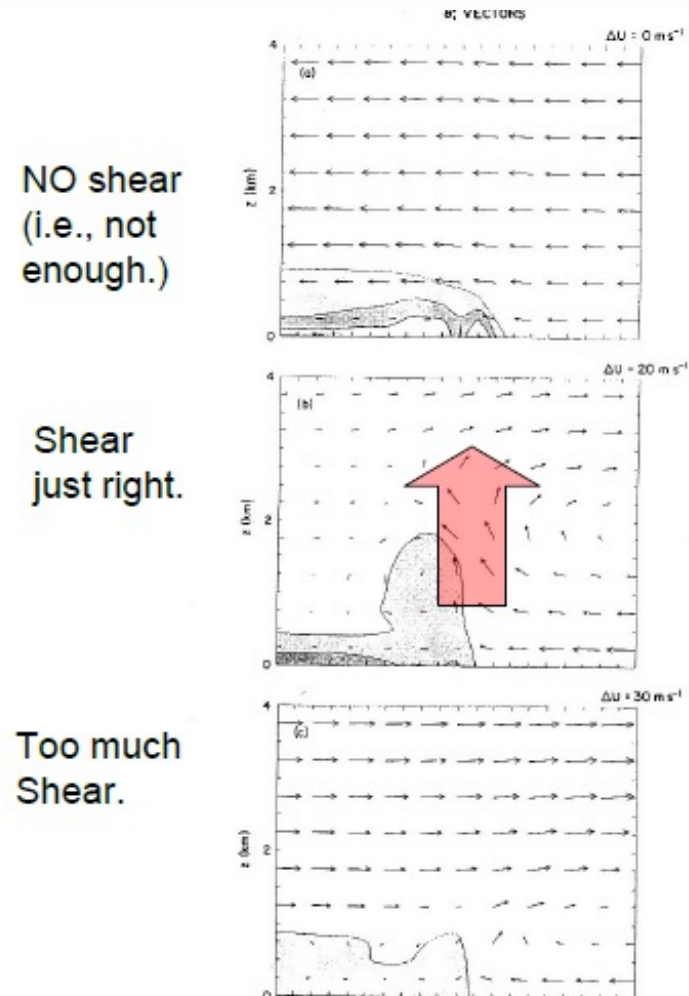 θ; VECTORS
ΔU = 0 m s⁻¹
4
(a)
NO shear
(i.e., not
enough.)
z (km)
2
0
ΔU = 20 m s⁻¹
4
(b)
Shear
just right.
z (km)
2
0
ΔU = 30 m s⁻¹
4
(c)
Too much
Shear.
z (km)
2
0